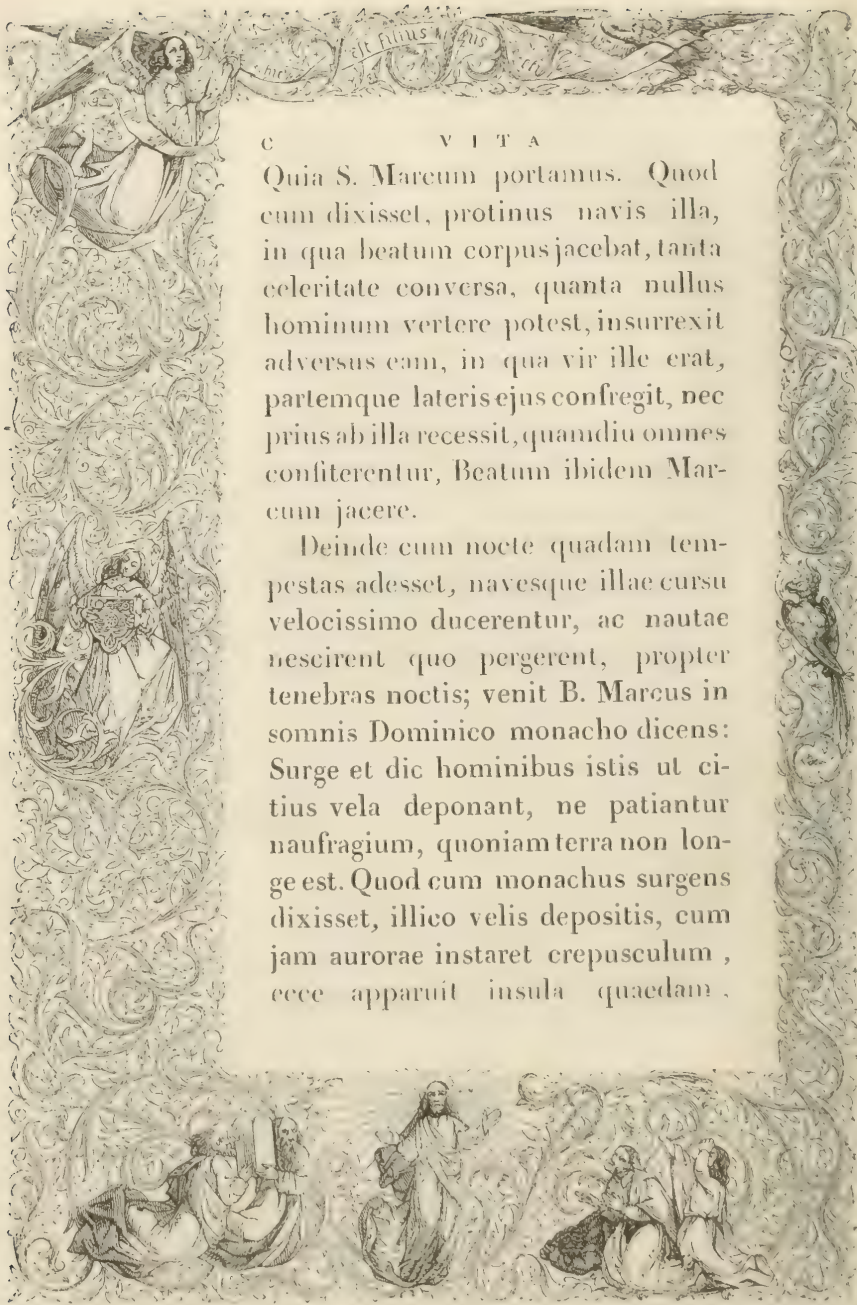 hic est filius meus
C VITA
Quia S. Marcum portamus. Quod
cum dixisset, protinus navis illa,
in qua beatum corpus jacebat, tanta
celeritate conversa, quanta nullus
hominum vertere potest, insurrexit
adversus eam, in qua vir ille erat,
partemque lateris ejus confregit, nec
prius ab illa recessit, quamdiu omnes
confiterentur, Beatum ibidem Mar-
cum jacere.
Deinde cum nocte quadam tem-
pestas adesset, navesque illae cursu
velocissimo ducerentur, ac nautae
nescirent quo pergerent, propter
tenebras noctis; venit B. Marcus in
somnis Dominico monacho dicens:
Surge et dic hominibus istis ut ci-
tius vela deponant, ne patiantur
naufragium, quoniam terra non lon-
ge est. Quod cum monachus surgens
dixisset, illico velis depositis, cum
jam aurorae instaret crepusculum ,
ecce apparuit insula quaedam ,